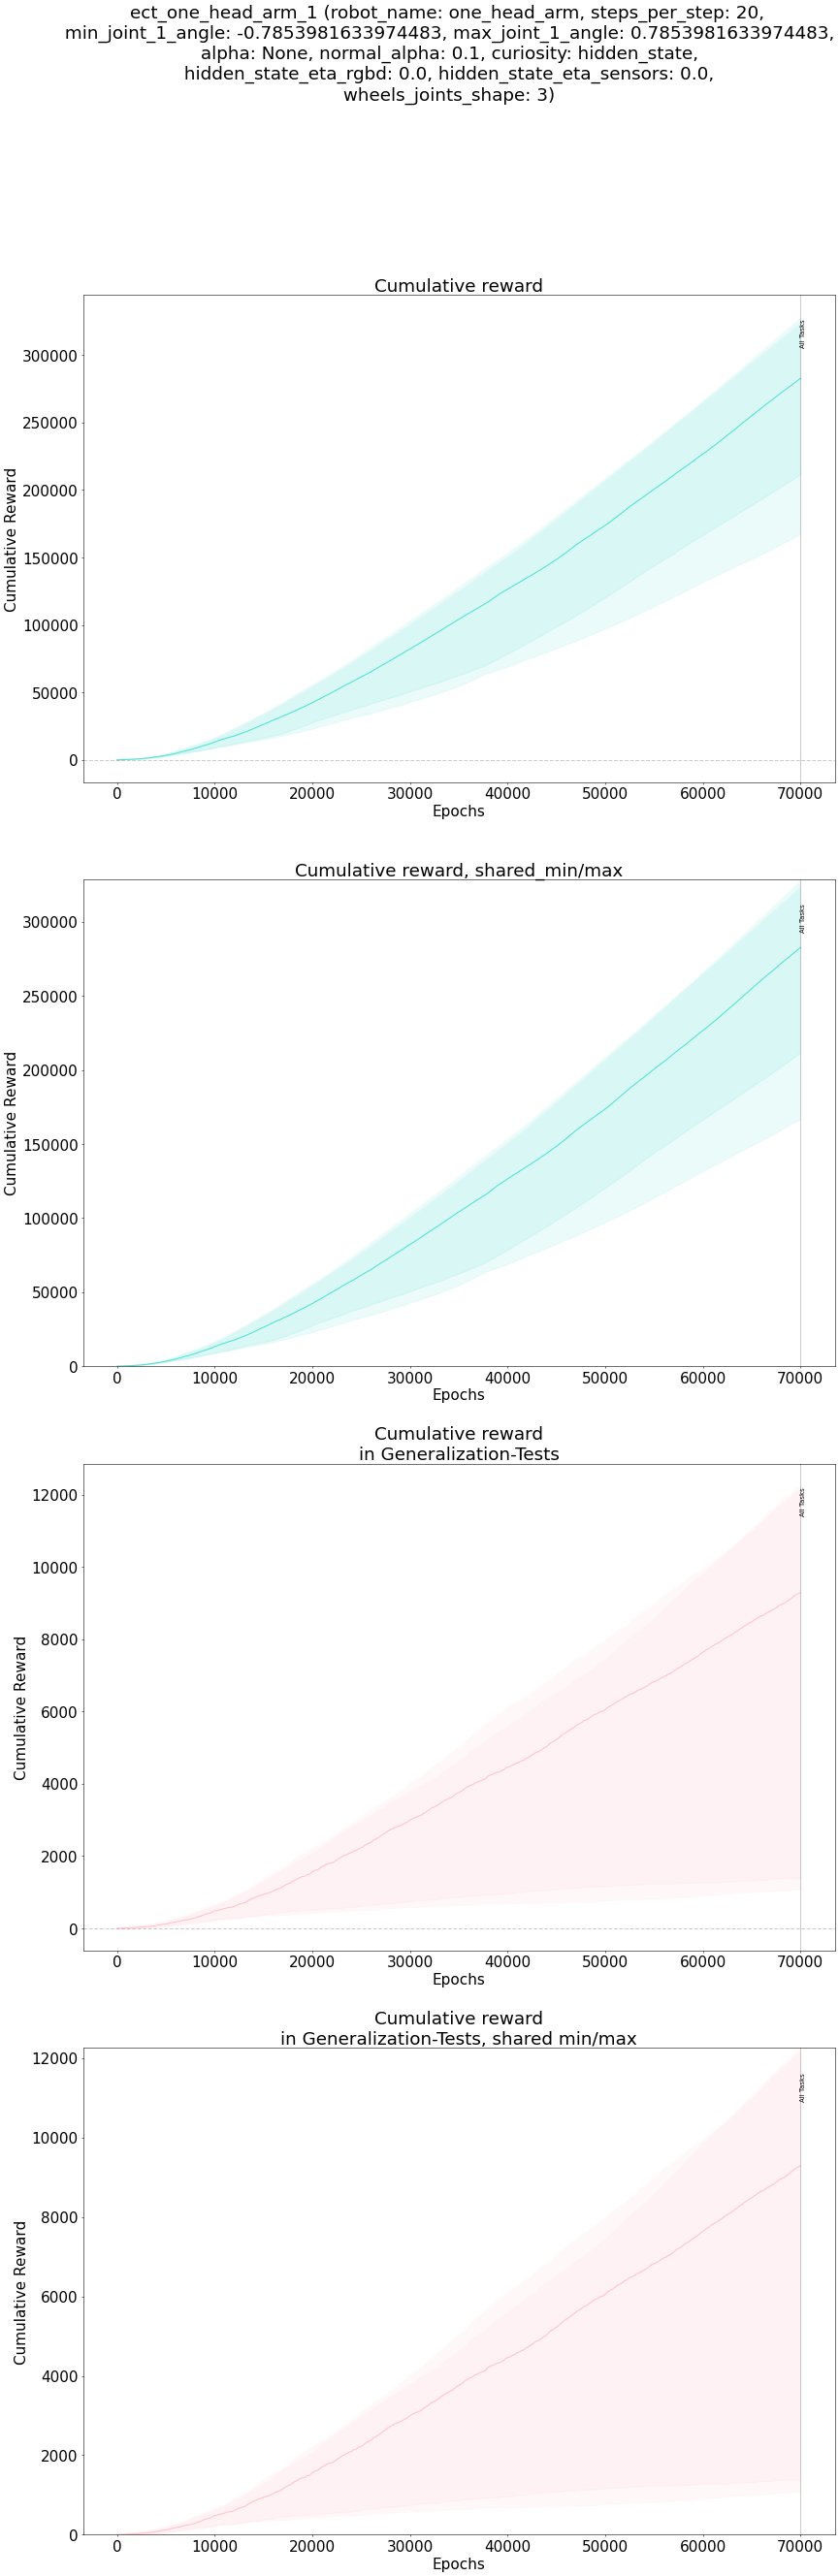 ect_one_head_arm_1 (robot_name: one_head_arm, steps_per_step: 20,
min_joint_1_angle: -0.7853981633974483, max_joint_1_angle: 0.7853981633974483,
alpha: None, normal_alpha: 0.1, curiosity: hidden_state,
hidden_state_eta_rgbd: 0.0, hidden_state_eta_sensors: 0.0,
wheels_joints_shape: 3)
Cumulative reward
All Tasks
300000
250000
200000
150000
100000
50000
0
Cumulative Reward
0 10000 20000 30000 40000 50000 60000 70000
Epochs
Cumulative reward, shared_min/max
All Tasks
300000
250000
200000
150000
100000
50000
0
Cumulative Reward
0 10000 20000 30000 40000 50000 60000 70000
Epochs
Cumulative reward
in Generalization-Tests
All Tasks
12000
10000
8000
6000
4000
2000
0
Cumulative Reward
0 10000 20000 30000 40000 50000 60000 70000
Epochs
Cumulative reward
in Generalization-Tests, shared min/max
All Tasks
12000
10000
8000
6000
4000
2000
0
Cumulative Reward
0 10000 20000 30000 40000 50000 60000 70000
Epochs